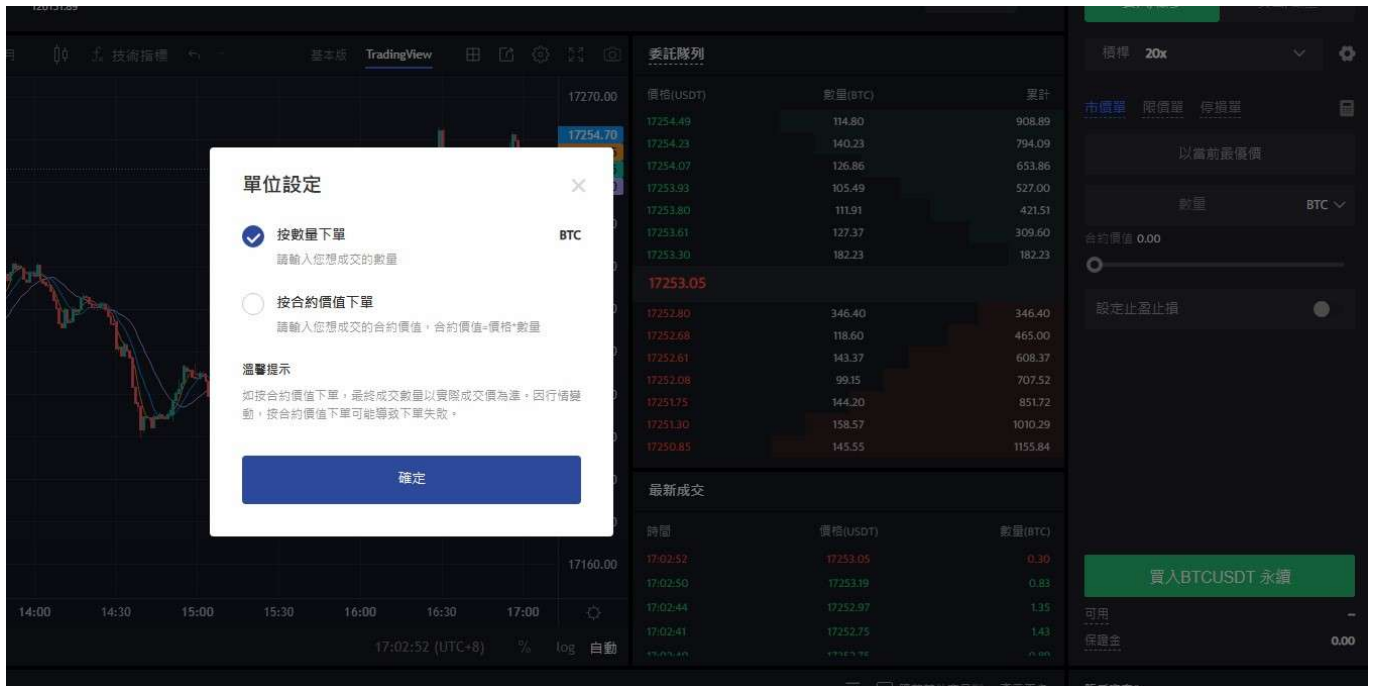 技術指標
基本版 TradingView
17270.00
17254.70
17160.00
14:00 14:30 15:00 15:30 16:00 16:30 17:00
17:02:52 (UTC+8) % log 自動
單位設定
按數量下單 BTC
請輸入您想成交的數量
按合約價值下單
請輸入您想成交的合約價值,合約價值=價格*數量
溫馨提示
如按合約價值下單,最終成交數量以實際成交價為準。因行情變
動,按合約價值下單可能導致下單失敗。
確定
委託隊列
價格(USDT) 數量(BTC) 累計
17254.49 114.80 908.89
17254.23 140.23 794.09
17254.07 126.86 653.86
17253.93 105.49 527.00
17253.80 111.91 421.51
17253.61 127.37 309.60
17253.30 182.23 182.23
17253.05
17252.80 346.40 346.40
17252.68 118.60 465.00
17252.61 143.37 608.37
17252.08 99.15 707.52
17251.75 144.20 851.72
17251.30 158.57 1010.29
17250.85 145.55 1155.84
最新成交
時間 價格(USDT) 數量(BTC)
17:02:52 17253.05 0.30
17:02:50 17253.19 0.83
17:02:44 17252.97 1.35
17:02:41 17252.75 1.43
槓桿 20x
市價單 限價單 停損單
以當前最優價
數量 BTC
合約價值 0.00
設定止盈止損
買入BTCUSDT 永續
可用 --
保證金 0.00